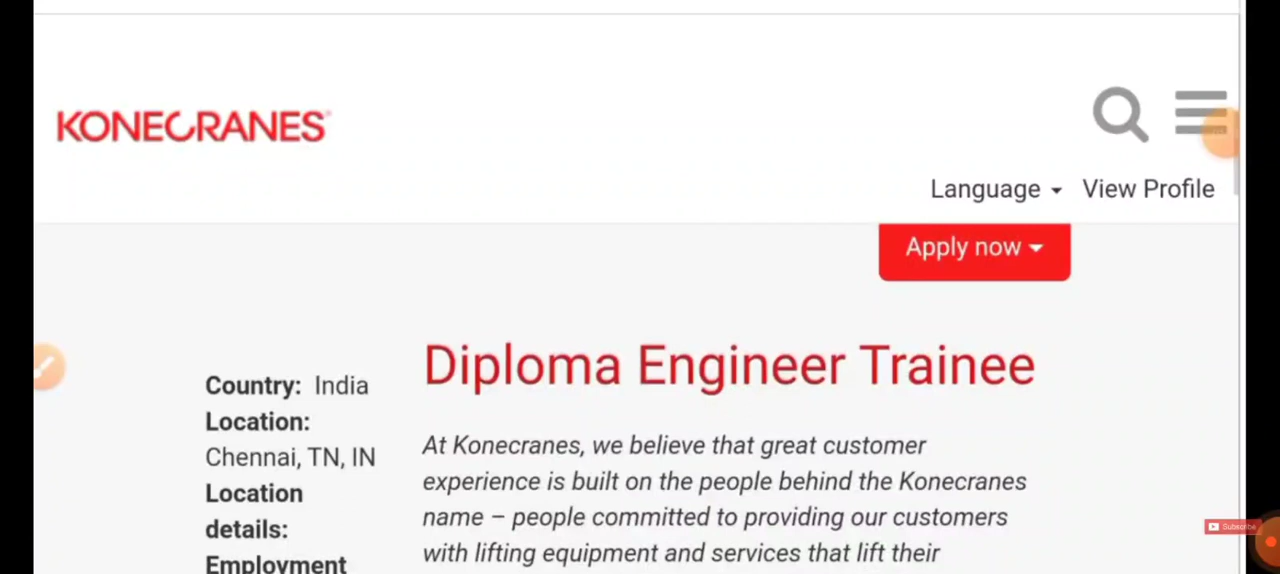 KONECRANES
Language
View Profile
Apply now
Diploma Engineer Trainee
Country: India
Location:
Chennai, TN, IN
Location
details:
Employment
At Konecranes, we believe that great customer
experience is built on the people behind the Konecranes
name – people committed to providing our customers
with lifting equipment and services that lift their
Subscribe